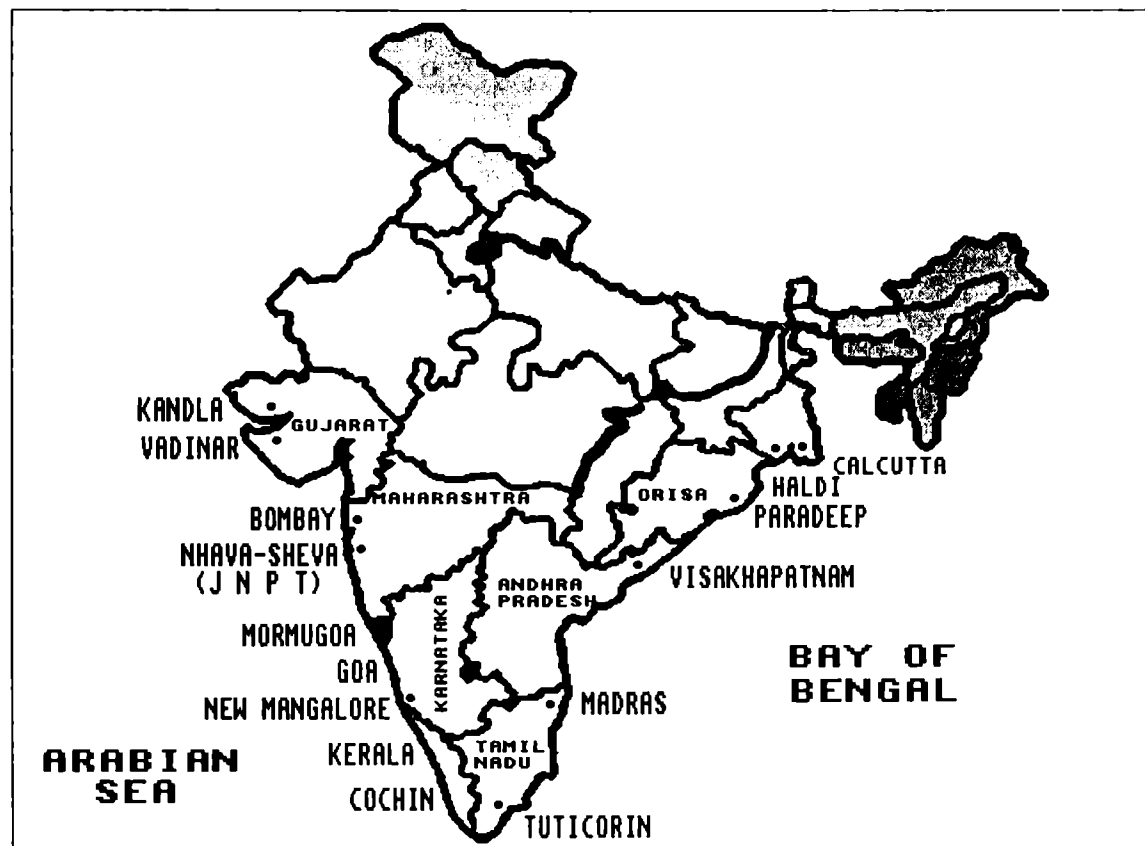 KANDLA
GUJARAT
VADINAR
CALCUTTA
HALDI
MAHARASHTRA
ORISA
PARADEEP
BOMBAY
NHAVA-SHEVA
(J N P T)
VISAKHAPATNAM
ANDHRA
PRADESH
KARNATAKA
MORMUGOA
GOA
BAY OF
BENGAL
NEW MANGALORE
MADRAS
KERALA
TAMIL
NADU
ARABIAN
SEA
COCHIN
TUTICORIN